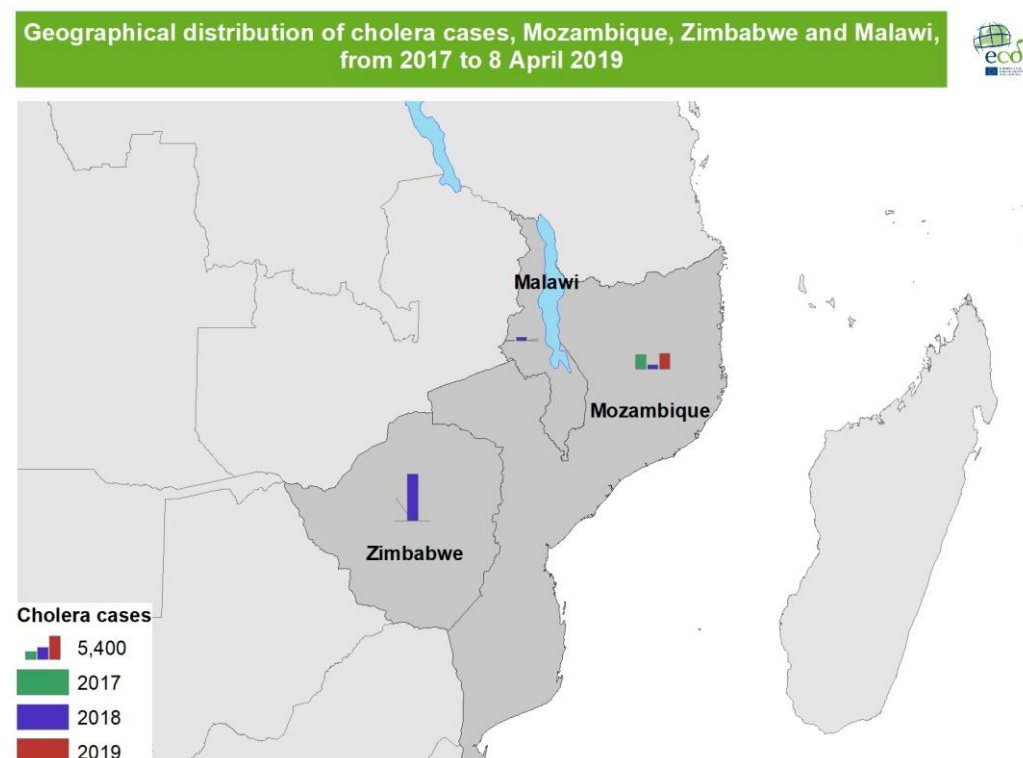 Geographical distribution of cholera cases, Mozambique, Zimbabwe and Malawi,
from 2017 to 8 April 2019
ecd
Malawi
Mozambique
Zimbabwe
Cholera cases
5,400
2017
2018
2019